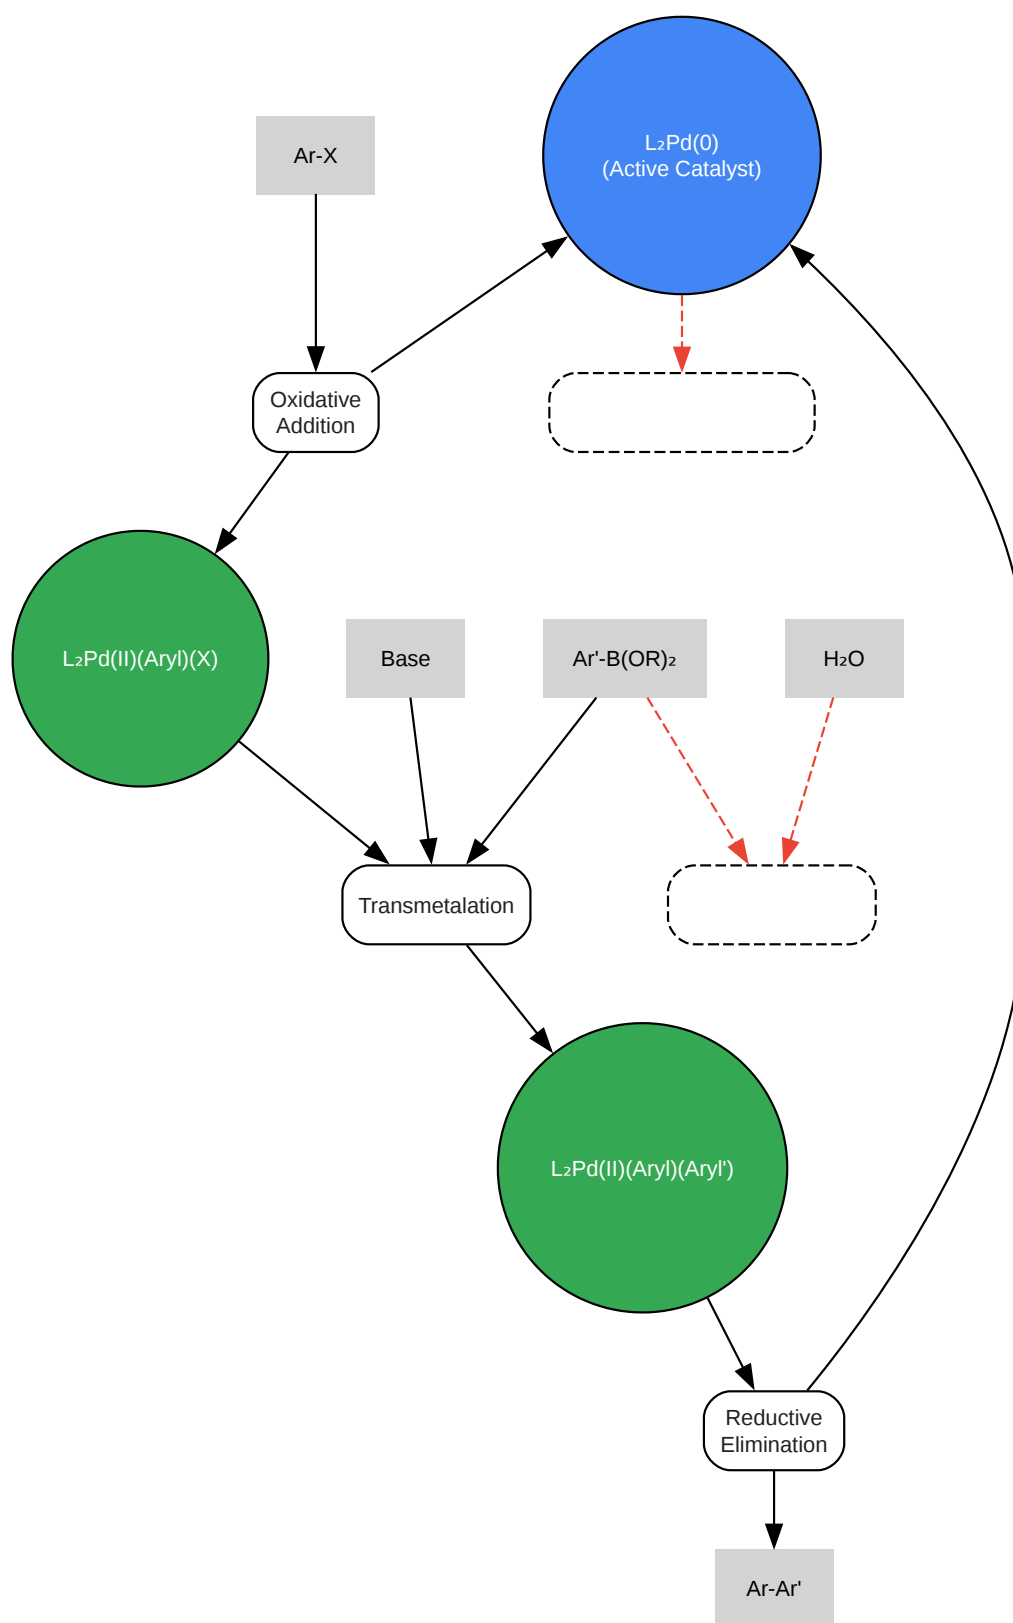 L₂Pd(0)
(Active Catalyst)
Ar-X
Oxidative
Addition
L₂Pd(II)(Aryl)(X)
Base
Ar'-B(OR)₂
H₂O
Transmetalation
L₂Pd(II)(Aryl)(Aryl')
Reductive
Elimination
Ar-Ar'